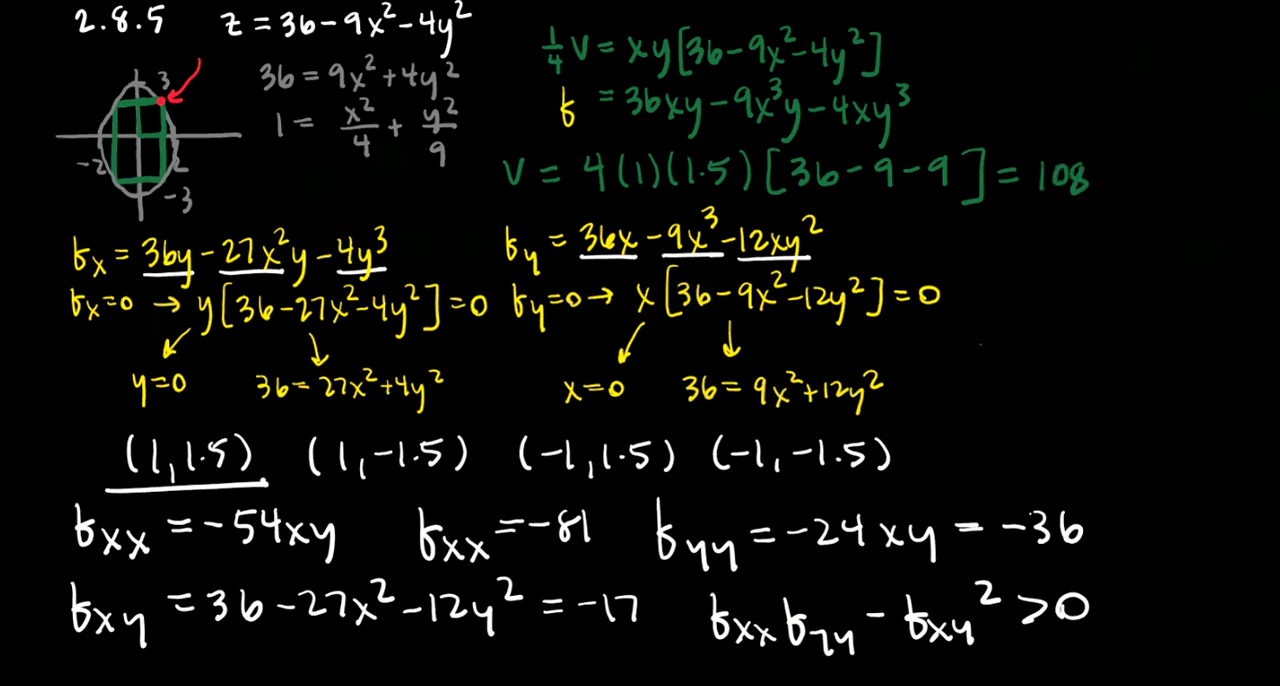 2.8.5 z = 36 - 9x² - 4y²
36 = 9x² + 4y²
1 = x²/4 + y²/9
3
-2 2
-3
¼V = xy[36 - 9x² - 4y²]
f = 36xy - 9x³y - 4xy³
V = 4(1)(1.5)[36 - 9 - 9] = 108
fx = 36y - 27x²y - 4y³
fx=0 → y[36 - 27x² - 4y²] = 0
y=0 36 = 27x² + 4y²
fy = 36x - 9x³ - 12xy²
fy=0 → x[36 - 9x² - 12y²] = 0
x=0 36 = 9x² + 12y²
(1, 1.5) (1, -1.5) (-1, 1.5) (-1, -1.5)
fxx = -54xy fxx = -81 fyy = -24xy = -36
fxy = 36 - 27x² - 12y² = -17 fxx fyy - fxy² > 0